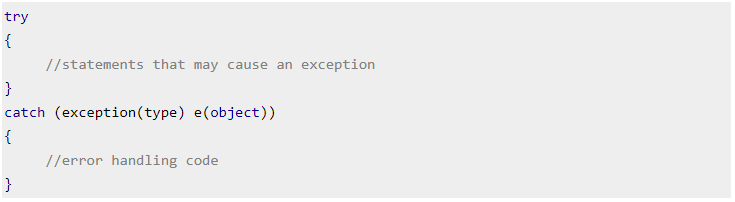 try
{
     //statements that may cause an exception
}
catch (exception(type) e(object))
{
     //error handling code
}